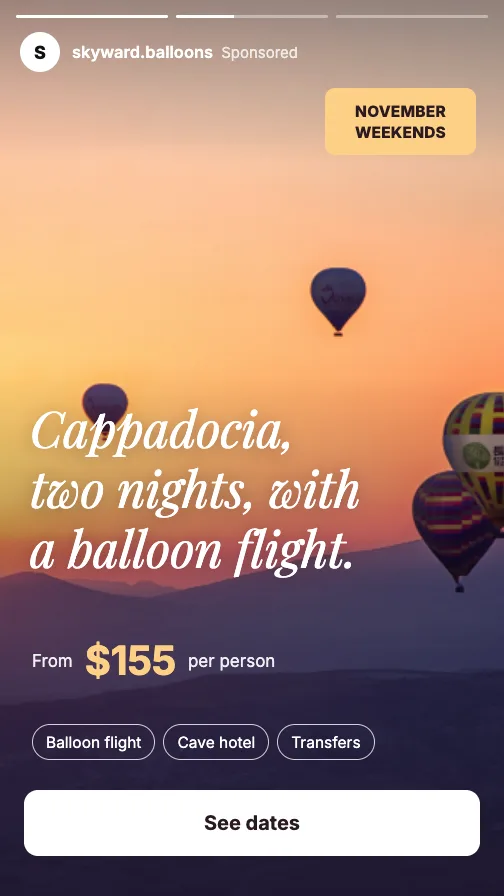 S
skyward.balloons Sponsored
NOVEMBER
WEEKENDS
Cappadocia,
two nights, with
a balloon flight.
From $155 per person
Balloon flight
Cave hotel
Transfers
See dates